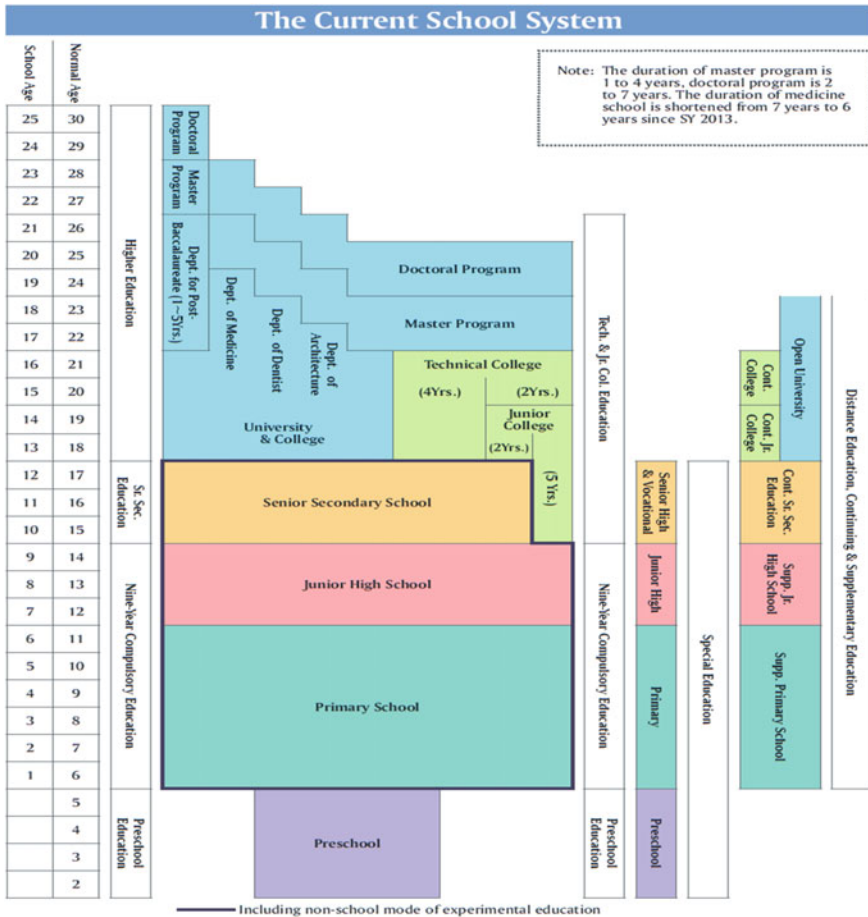 The Current School System
School Age
Normal Age
Note: The duration of master program is
1 to 4 years, doctoral program is 2
to 7 years. The duration of medicine
school is shortened from 7 years to 6
years since SY 2013.
25 30
24 29
23 28
22 27
21 26
20 25
19 24
18 23
17 22
16 21
15 20
14 19
13 18
12 17
11 16
10 15
9 14
8 13
7 12
6 11
5 10
4 9
3 8
2 7
1 6
5
4
3
2
Higher Education
Sr. Sec.
Education
Nine-Year Compulsory Education
Preschool
Education
Doctoral
Program
Master
Program
Dept. for Post-
Baccalaureate (1~5Yrs.)
Dept. of Medicine
Dept. of Dentist
Dept. of
Architecture
Doctoral Program
Master Program
Technical College
(4Yrs.)
(2Yrs.)
Junior
College
(2Yrs.)
(5 Yrs.)
University
& College
Senior Secondary School
Junior High School
Primary School
Preschool
Tech. & Jr. Col. Education
Nine-Year Compulsory Education
Preschool
Education
Senior High
& Vocational
Junior High
Primary
Preschool
Special Education
Open University
Cont.
College
Cont. Jr.
College
Cont. Sr. Sec.
Education
Supp. Jr.
High School
Supp. Primary School
Distance Education, Continuing & Supplementary Education
Including non-school mode of experimental education